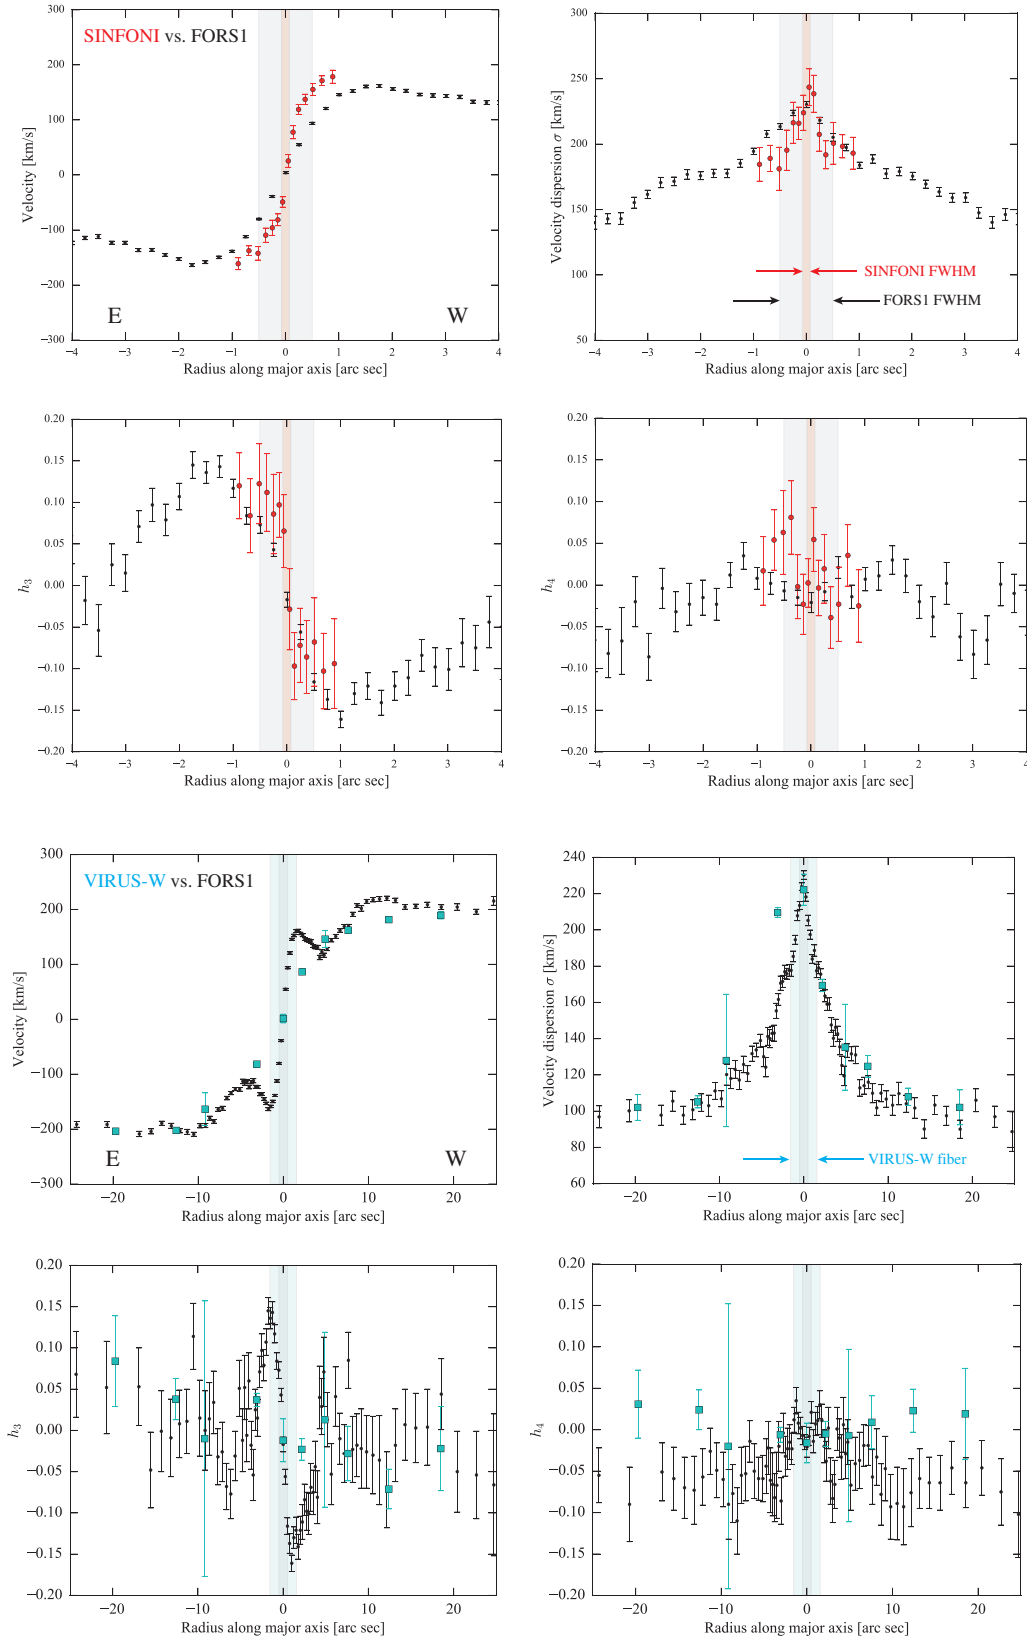 SINFONI vs. FORS1
Velocity [km/s]
300
200
100
0
−100
−200
−300
E
W
−4 −3 −2 −1 0 1 2 3 4
Radius along major axis [arc sec]
Velocity dispersion σ [km/s]
300
250
200
150
100
50
SINFONI FWHM
FORS1 FWHM
−4 −3 −2 −1 0 1 2 3 4
Radius along major axis [arc sec]
h3
0.20
0.15
0.10
0.05
0.00
−0.05
−0.10
−0.15
−0.20
−4 −3 −2 −1 0 1 2 3 4
Radius along major axis [arc sec]
h4
0.20
0.15
0.10
0.05
0.00
−0.05
−0.10
−0.15
−0.20
−4 −3 −2 −1 0 1 2 3 4
Radius along major axis [arc sec]
VIRUS-W vs. FORS1
Velocity [km/s]
300
200
100
0
−100
−200
−300
E
W
−20 −10 0 10 20
Radius along major axis [arc sec]
Velocity dispersion σ [km/s]
240
220
200
180
160
140
120
100
80
60
VIRUS-W fiber
−20 −10 0 10 20
Radius along major axis [arc sec]
h3
0.20
0.15
0.10
0.05
0.00
−0.05
−0.10
−0.15
−0.20
−20 −10 0 10 20
Radius along major axis [arc sec]
h4
0.20
0.15
0.10
0.05
0.00
−0.05
−0.10
−0.15
−0.20
−20 −10 0 10 20
Radius along major axis [arc sec]